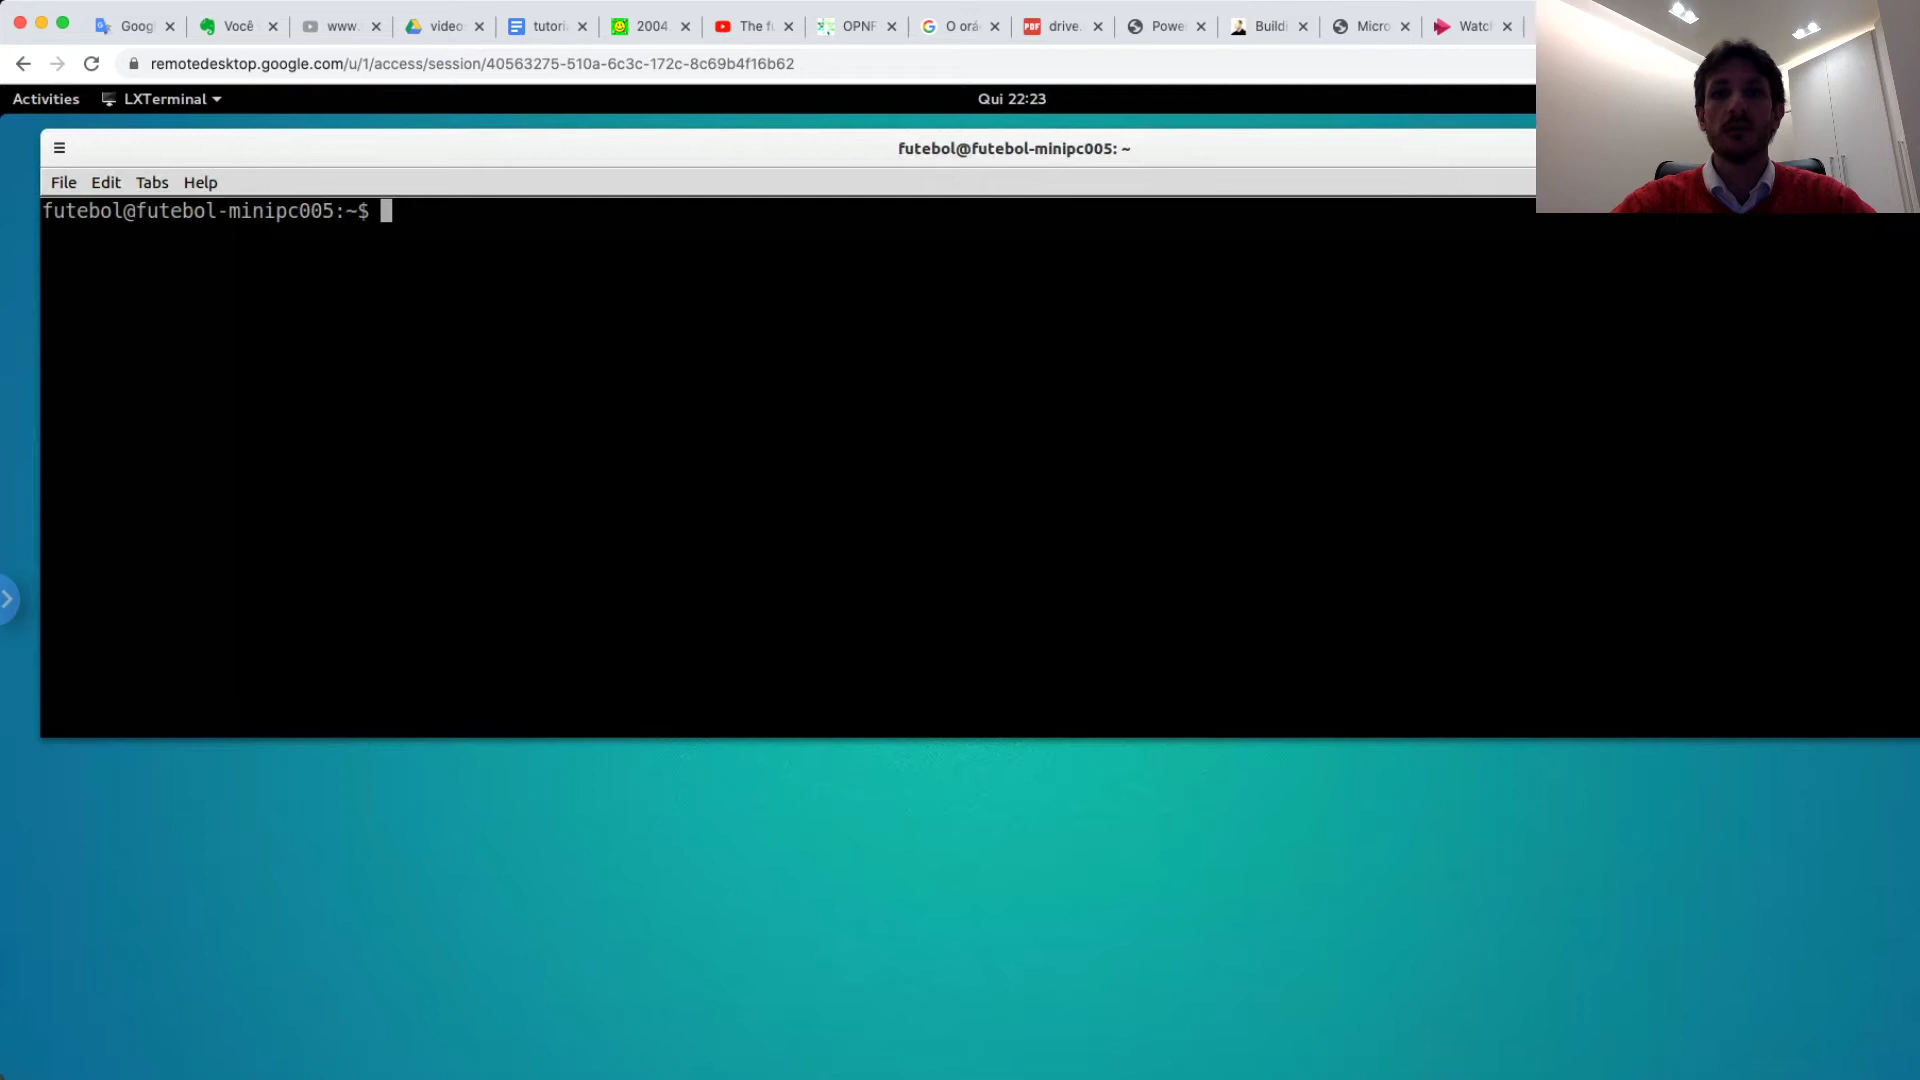 Goog Você www. video tutori 2004 The fu OPNF O orá drive. Power Buildi Micro Watch
remotedesktop.google.com/u/1/access/session/40563275-510a-6c3c-172c-8c69b4f16b62
Activities LXTerminal Qui 22:23
futebol@futebol-minipc005: ~
File Edit Tabs Help
futebol@futebol-minipc005:~$